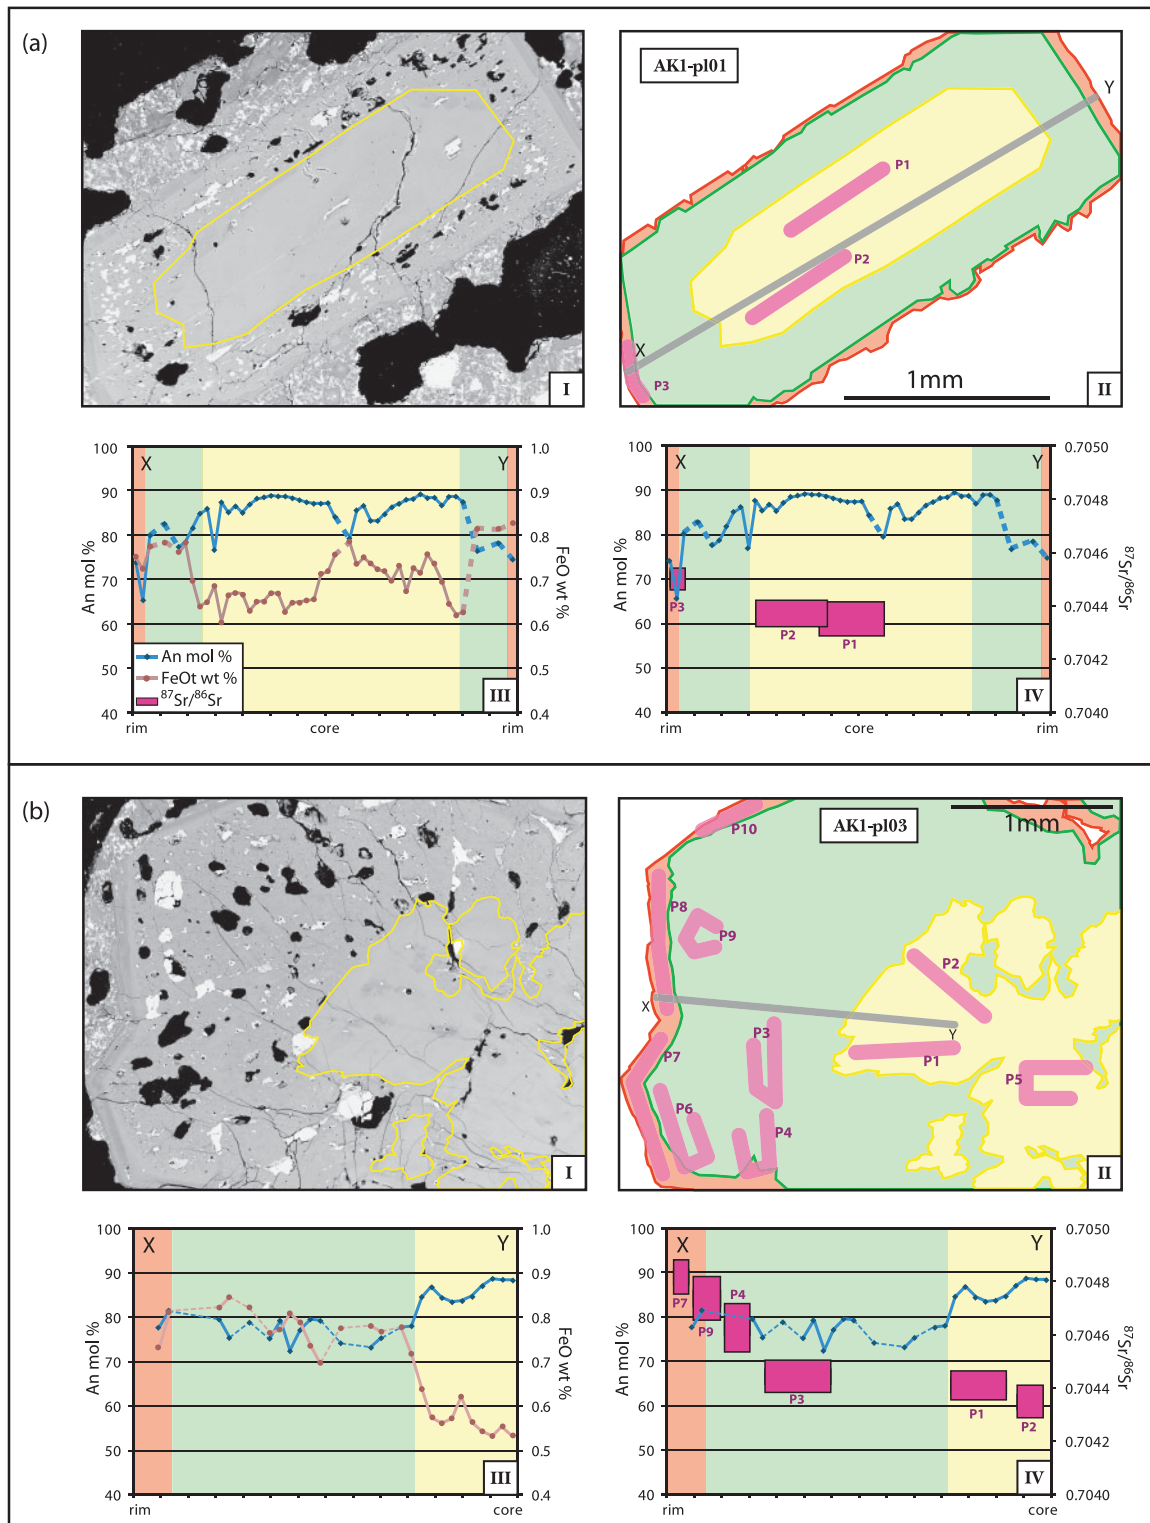 (a)
I
AK1-pl01
P1
P2
P3
X
Y
1mm
II
100
90
80
70
60
50
40
An mol %
X
Y
1.0
0.9
0.8
0.7
0.6
0.5
0.4
FeO wt %
An mol %
FeOt wt %
87Sr/86Sr
III
rim
core
rim
100
90
80
70
60
50
40
An mol %
X
Y
P3
P2
P1
0.7050
0.7048
0.7046
0.7044
0.7042
0.7040
87Sr/86Sr
IV
rim
core
rim
(b)
I
AK1-pl03
1mm
P10
P8
P9
P2
X
Y
P7
P3
P1
P5
P6
P4
II
100
90
80
70
60
50
40
An mol %
X
Y
1.0
0.9
0.8
0.7
0.6
0.5
0.4
FeO wt %
III
rim
core
100
90
80
70
60
50
40
An mol %
X
Y
P7
P9
P4
P3
P1
P2
0.7050
0.7048
0.7046
0.7044
0.7042
0.7040
87Sr/86Sr
IV
rim
core